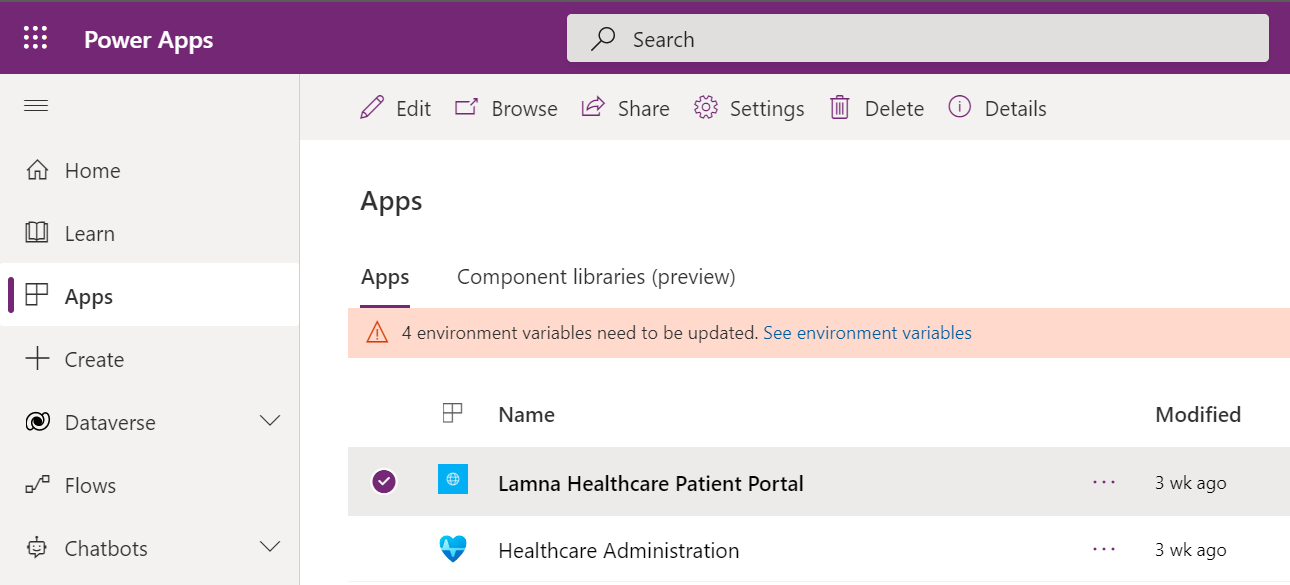 Power Apps
Search
Edit Browse Share Settings Delete Details
Home
Learn
Apps
Create
Dataverse
Flows
Chatbots
Apps
Apps Component libraries (preview)
4 environment variables need to be updated. See environment variables
Name Modified
Lamna Healthcare Patient Portal ... 3 wk ago
Healthcare Administration ... 3 wk ago